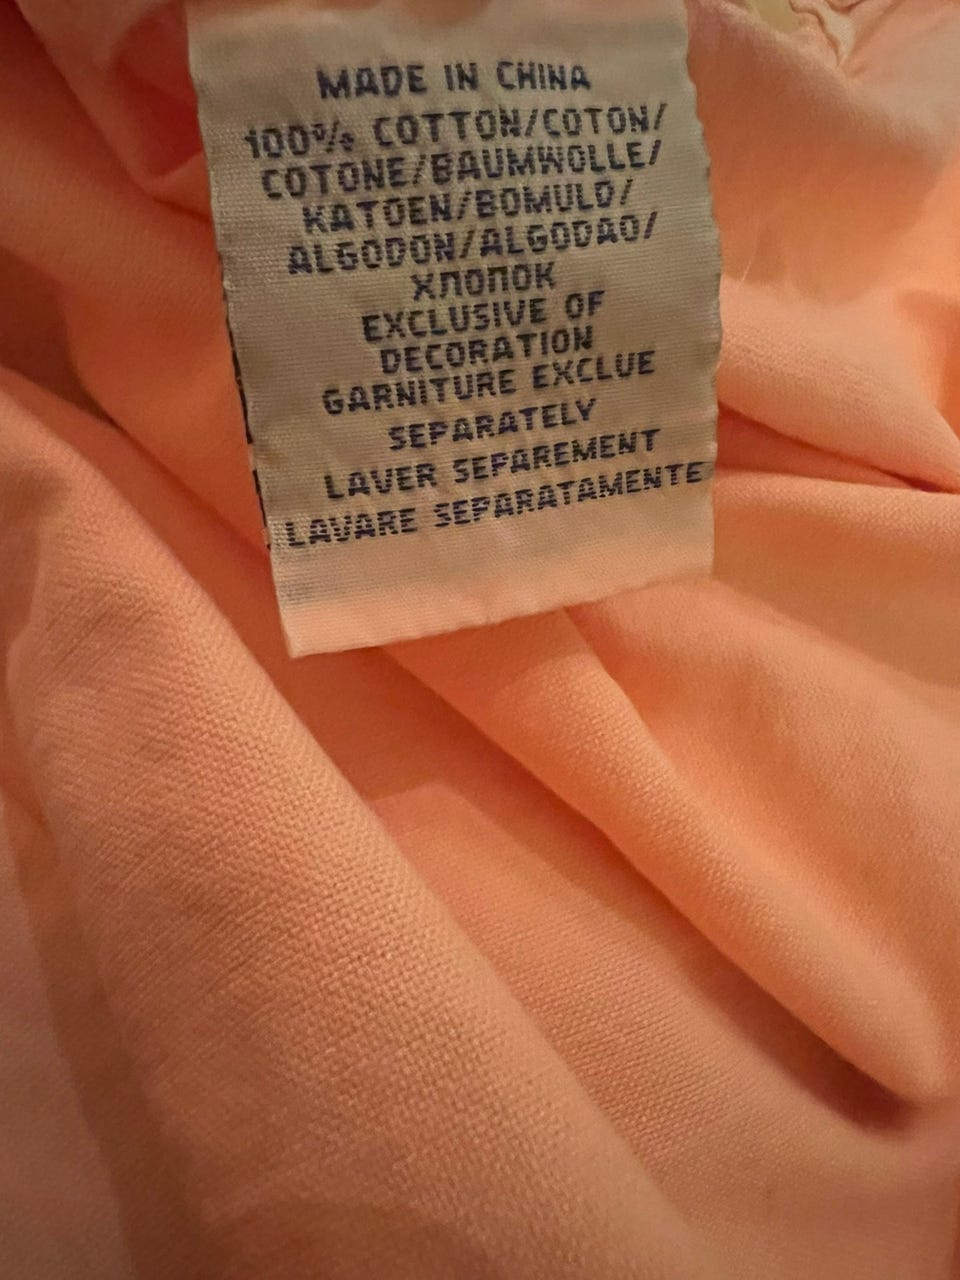 MADE IN CHINA
100% COTTON/COTON/
COTONE/BAUMWOLLE/
KATOEN/BOMULD/
ALGODON/ALGODAO/
ХЛОПОК
EXCLUSIVE OF
DECORATION
GARNITURE EXCLUE
SEPARATELY
LAVER SEPAREMENT
LAVARE SEPARATAMENTE